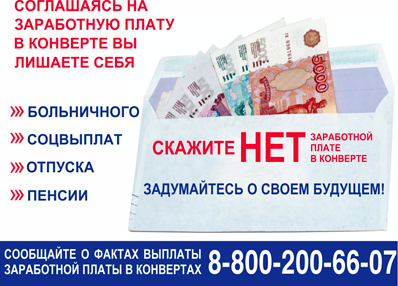 СОГЛАШАЯСЬ НА
ЗАРАБОТНУЮ ПЛАТУ
В КОНВЕРТЕ ВЫ
ЛИШАЕТЕ СЕБЯ
БОЛЬНИЧНОГО
СОЦВЫПЛАТ
ОТПУСКА
ПЕНСИИ
5000
СКАЖИТЕ НЕТ ЗАРАБОТНОЙ
ПЛАТЕ
В КОНВЕРТЕ
ЗАДУМАЙТЕСЬ О СВОЕМ БУДУЩЕМ!
СООБЩАЙТЕ О ФАКТАХ ВЫПЛАТЫ
ЗАРАБОТНОЙ ПЛАТЫ В КОНВЕРТАХ
8-800-200-66-07